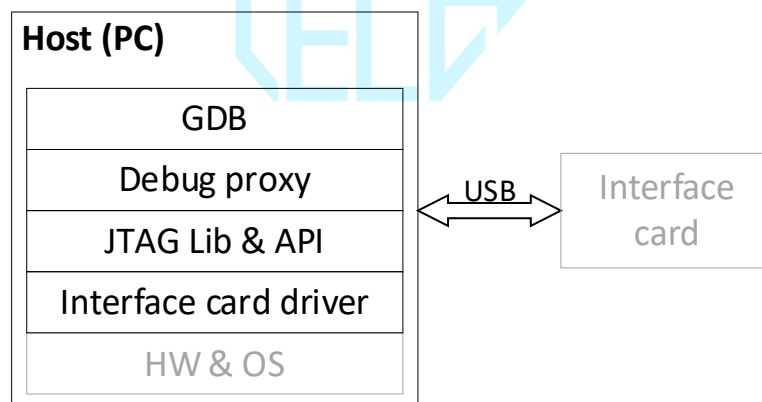 Host (PC)
GDB
Debug proxy
JTAG Lib & API
Interface card driver
HW & OS
USB
Interface
card